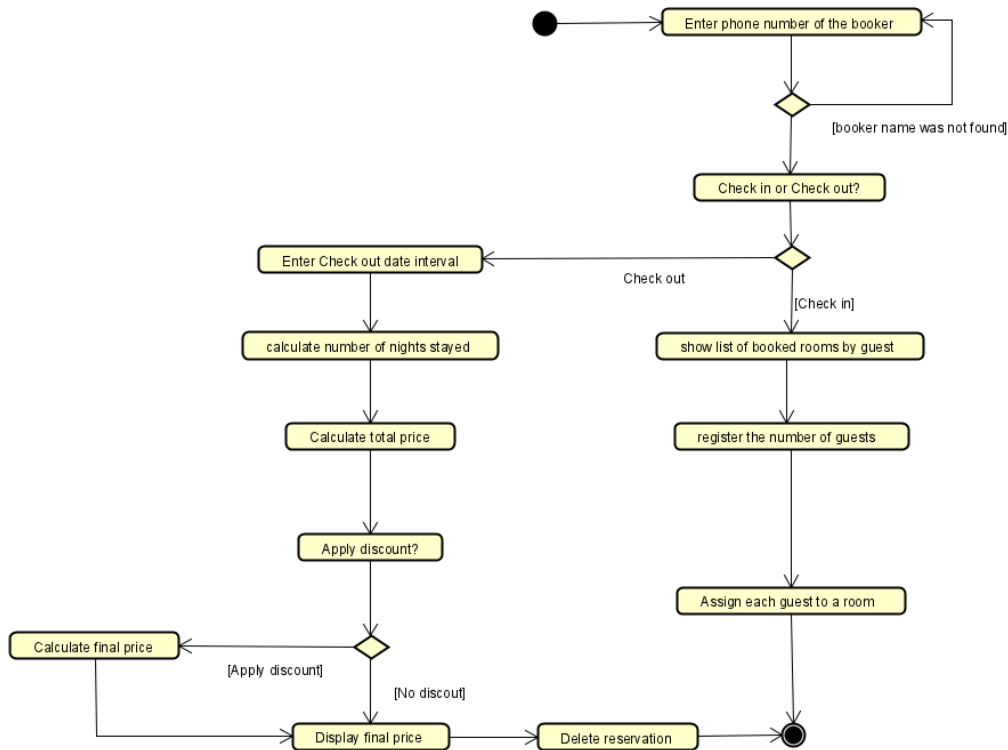 Enter phone number of the booker
[booker name was not found]
Check in or Check out?
Enter Check out date interval
Check out
[Check in]
calculate number of nights stayed
show list of booked rooms by guest
Calculate total price
register the number of guests
Apply discount?
Assign each guest to a room
Calculate final price
[Apply discount]
[No discout]
Display final price
Delete reservation